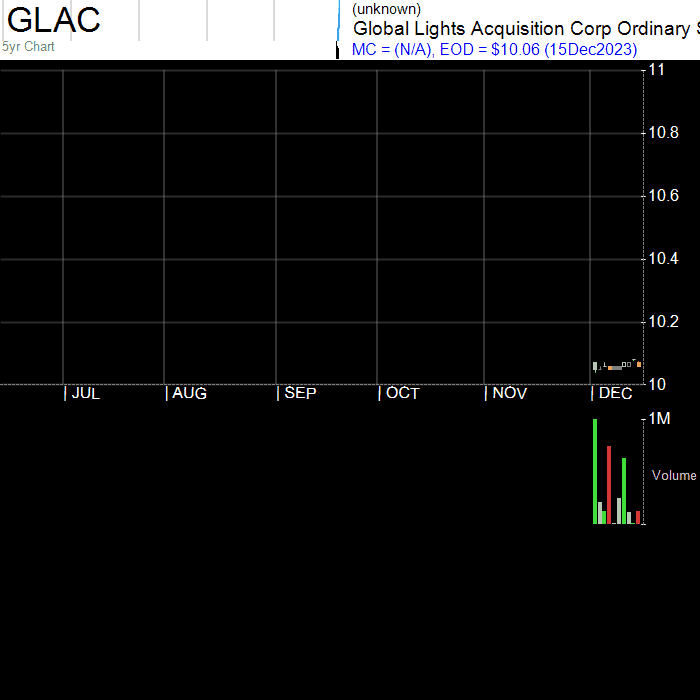 GLAC
5yr Chart
(unknown)
Global Lights Acquisition Corp Ordinary
MC = (N/A), EOD = $10.06 (15Dec2023)
11
10.8
10.6
10.4
10.2
10
| JUL | AUG | SEP | OCT | NOV | DEC
1M
Volume